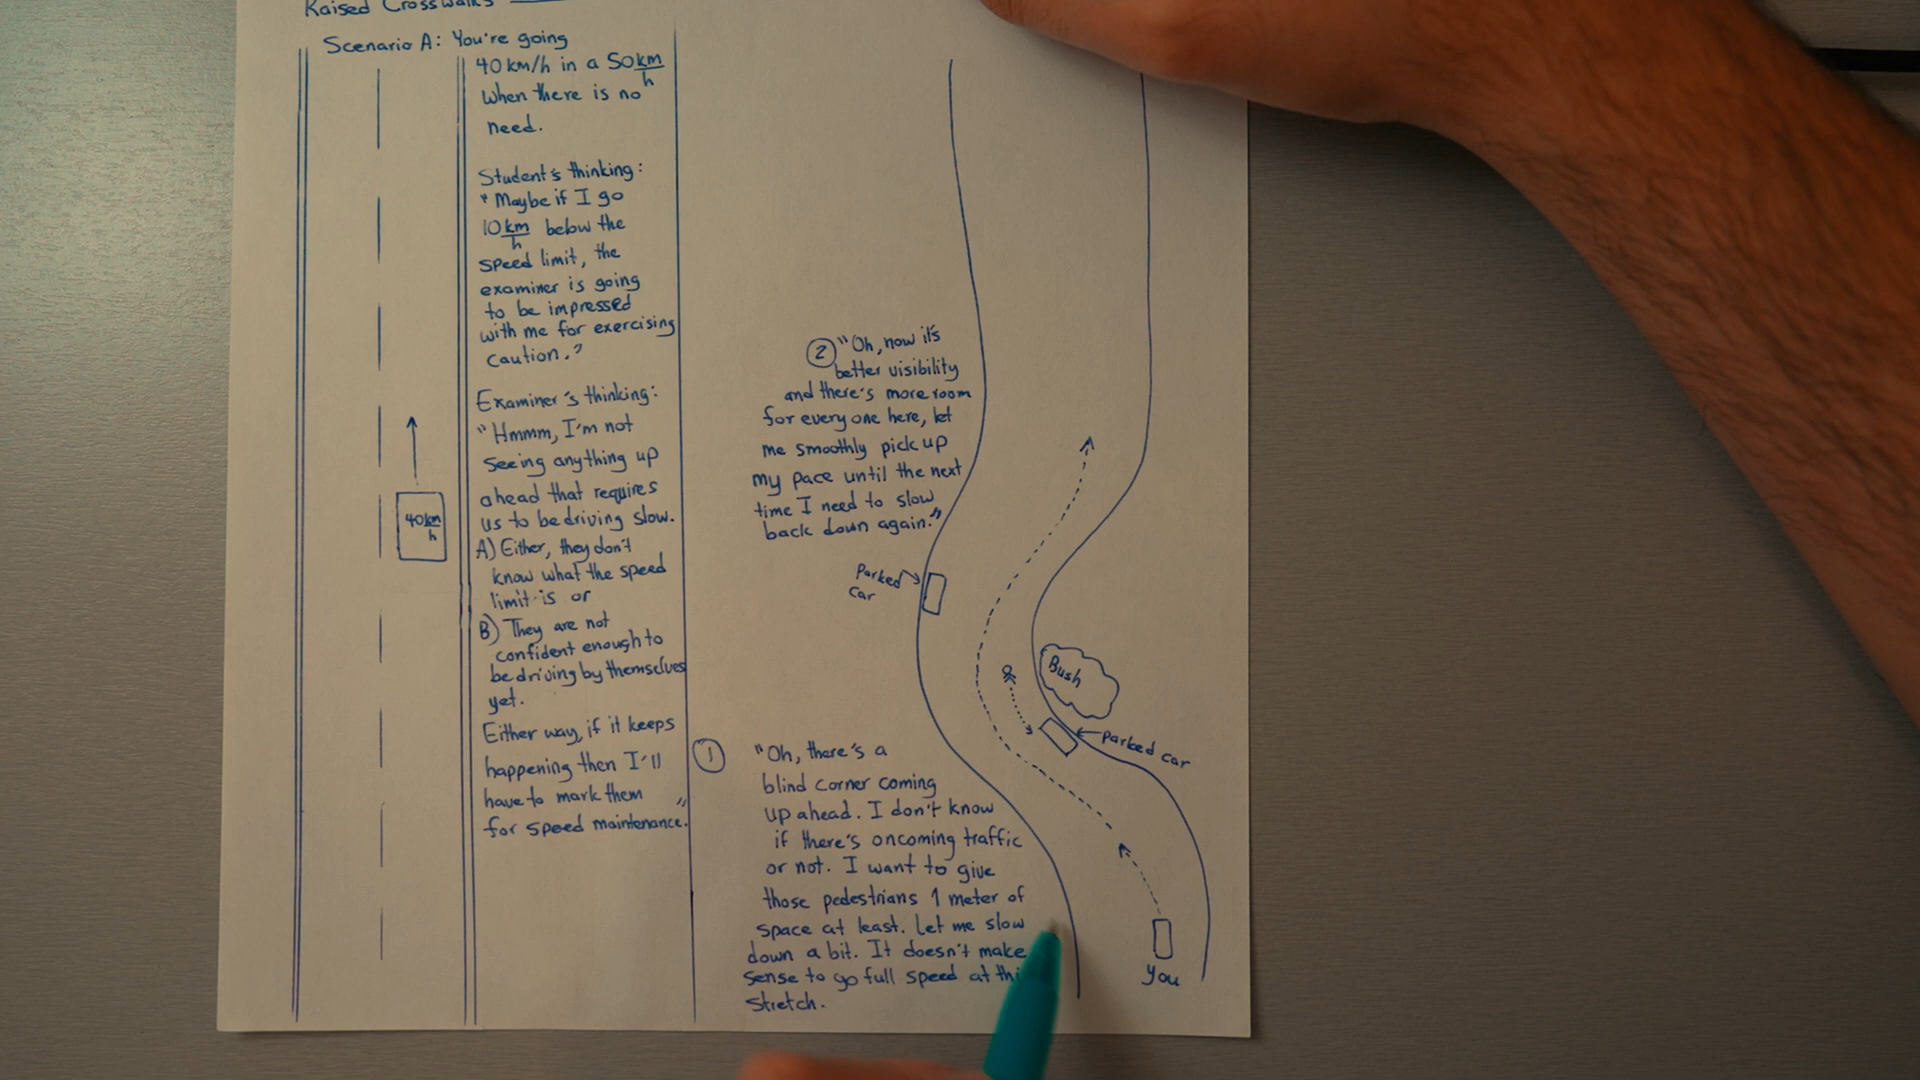 Raised Crosswalks
Scenario A: You're going
40 km/h in a 50 km/h
when there is no
need.
Student's thinking:
"Maybe if I go
10 km/h below the
speed limit, the
examiner is going
to be impressed
with me for exercising
caution."
Examiner's thinking:
"Hmmm, I'm not
seeing anything up
ahead that requires
us to be driving slow.
A) Either, they don't
know what the speed
limit is or
B) They are not
confident enough to
be driving by themselves
yet.
Either way, if it keeps
happening then I'll
have to mark them
for speed maintenance."
40 km/h
2 "Oh, now it's
better visibility
and there's more room
for everyone here, let
me smoothly pick up
my pace until the next
time I need to slow
back down again."
Parked
car
Bush
parked car
1 "Oh, there's a
blind corner coming
up ahead. I don't know
if there's oncoming traffic
or not. I want to give
those pedestrians 1 meter of
space at least. Let me slow
down a bit. It doesn't make
sense to go full speed at thi
stretch.
You